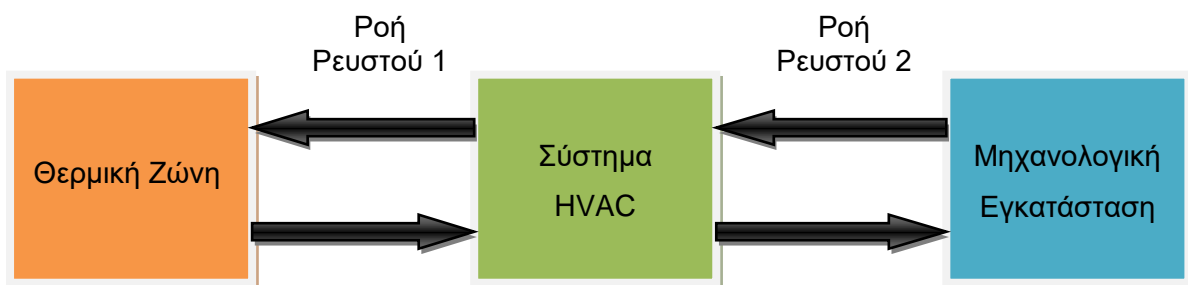 Ροή
Ρευστού 1
Ροή
Ρευστού 2
Θερμική Ζώνη
Σύστημα
HVAC
Μηχανολογική
Εγκατάσταση